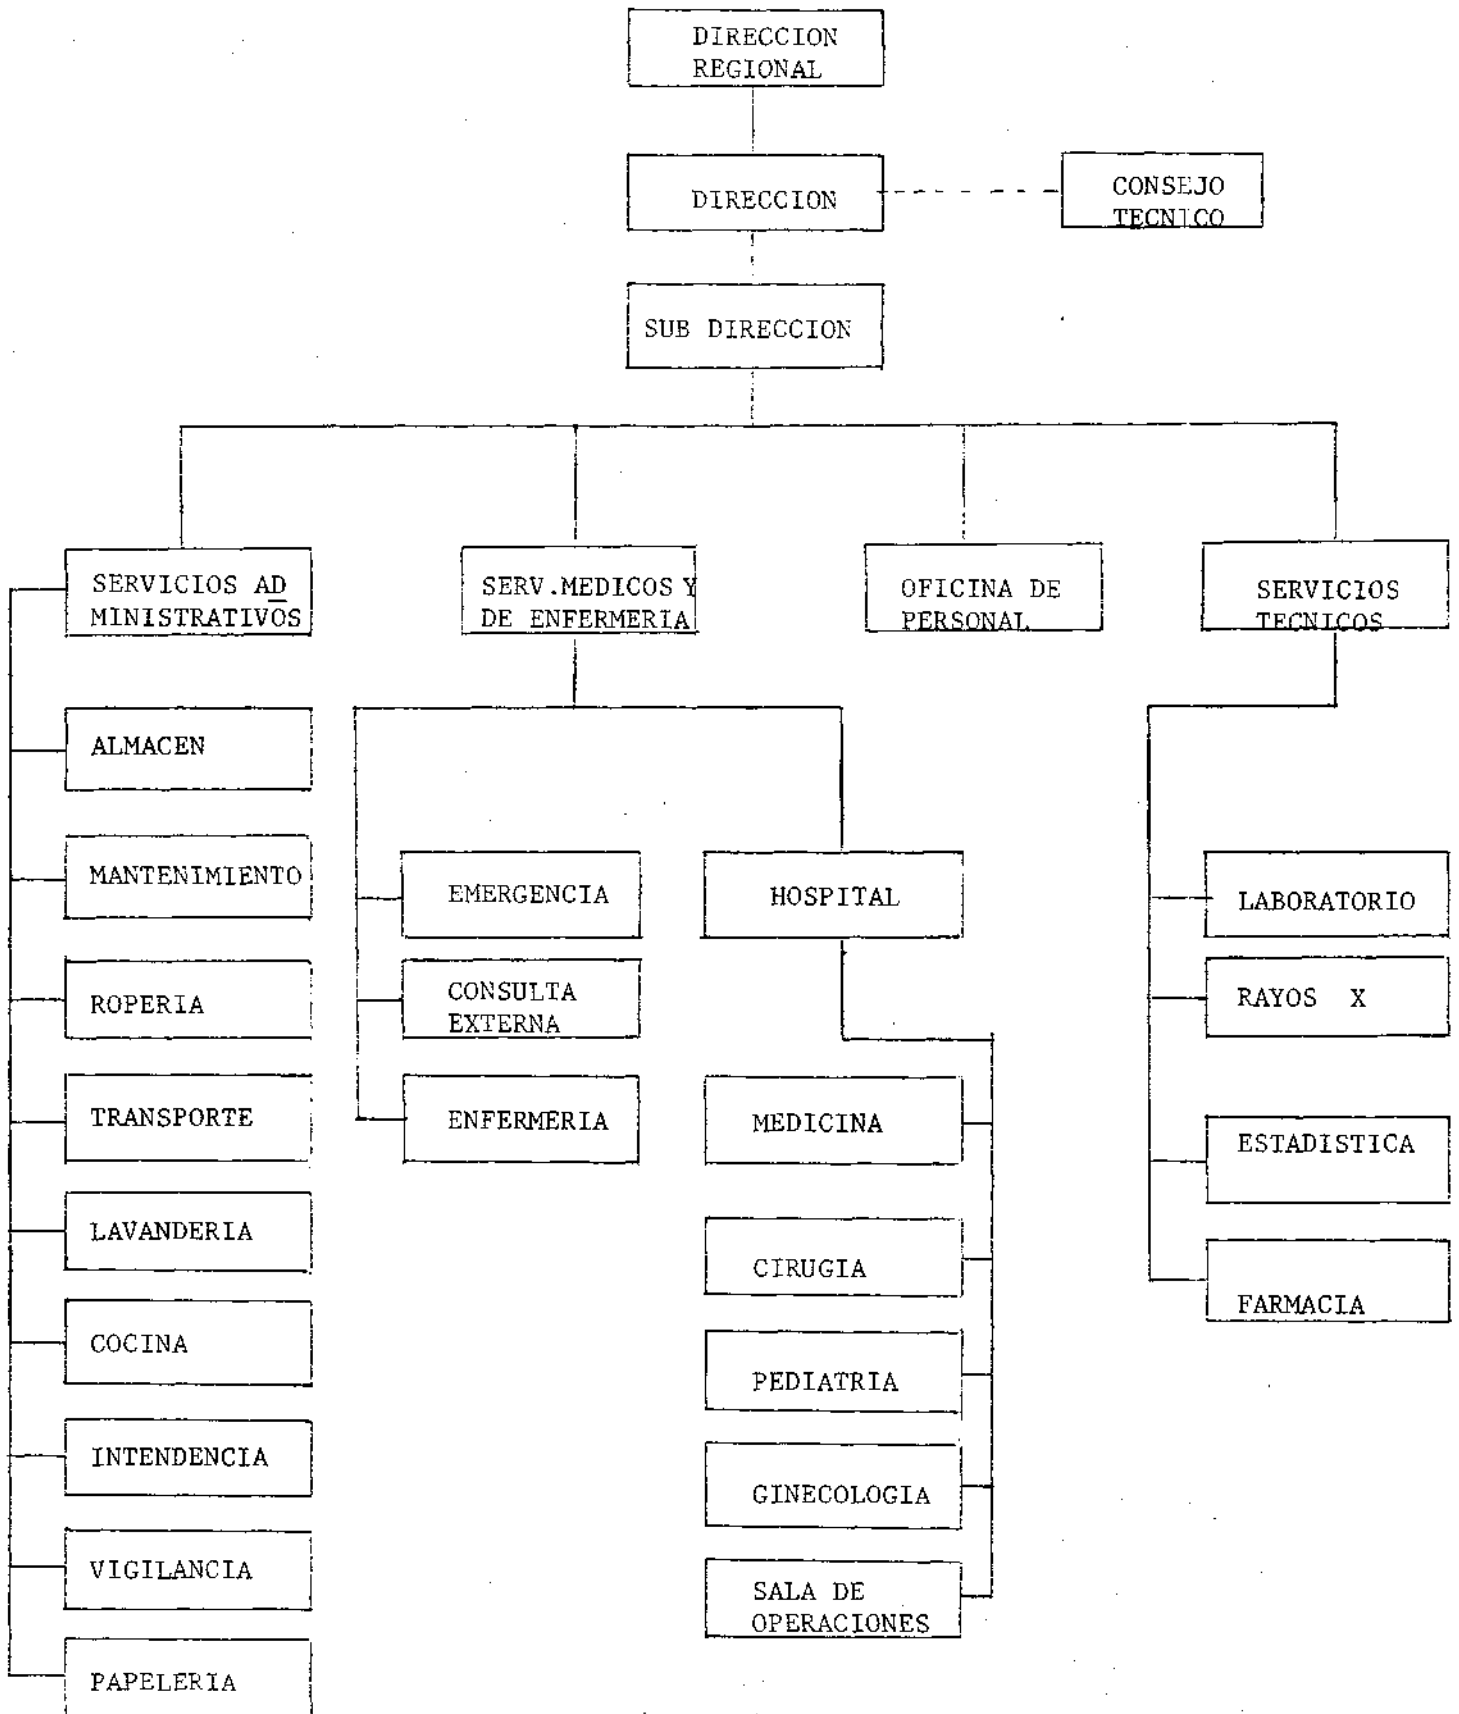 DIRECCION
REGIONAL
DIRECCION
CONSEJO
TECNICO
SUB DIRECCION
SERVICIOS AD
MINISTRATIVOS
SERV.MEDICOS Y
DE ENFERMERIA
OFICINA DE
PERSONAL
SERVICIOS
TECNICOS
ALMACEN
MANTENIMIENTO
ROPERIA
TRANSPORTE
LAVANDERIA
COCINA
INTENDENCIA
VIGILANCIA
PAPELERIA
EMERGENCIA
CONSULTA
EXTERNA
ENFERMERIA
HOSPITAL
MEDICINA
CIRUGIA
PEDIATRIA
GINECOLOGIA
SALA DE
OPERACIONES
LABORATORIO
RAYOS X
ESTADISTICA
FARMACIA